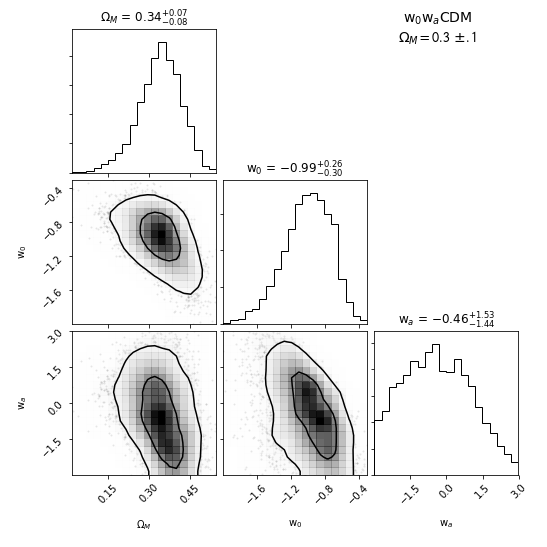 Ω_M = 0.34^{+0.07}_{-0.08}
w₀wₐCDM
Ω_M=0.3 ±.1
w₀ = −0.99^{+0.26}_{−0.30}
−0.4
−0.8
−1.2
−1.6
w₀
wₐ = −0.46^{+1.53}_{−1.44}
3.0
1.5
0.0
−1.5
wₐ
0.15 0.30 0.45
−1.6 −1.2 −0.8 −0.4
−1.5 0.0 1.5 3.0
Ω_M w₀ wₐ